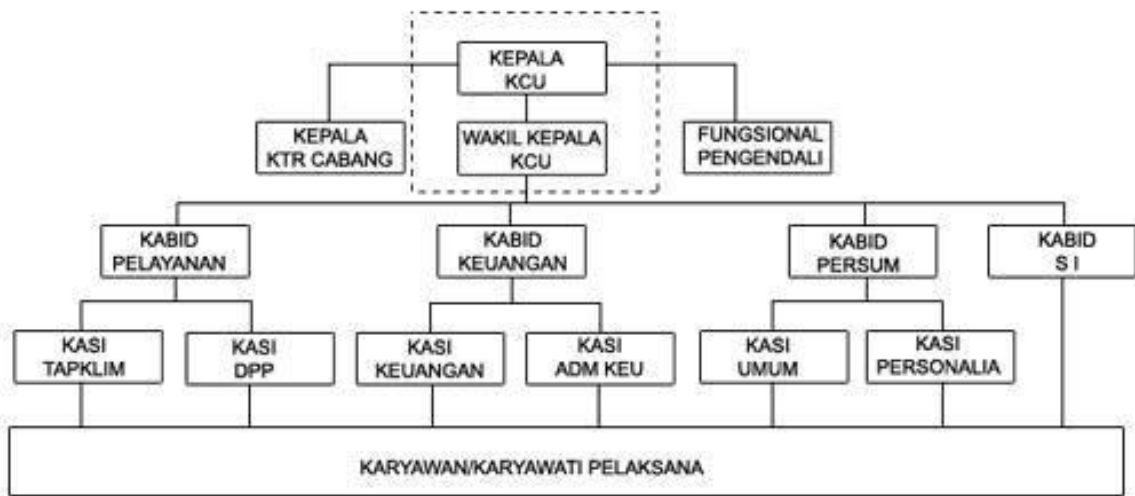 KEPALA
KCU
KEPALA
KTR CABANG
WAKIL KEPALA
KCU
FUNGSIONAL
PENGENDALI
KABID
PELAYANAN
KABID
KEUANGAN
KABID
PERSUM
KABID
S I
KASI
TAPKLIM
KASI
DPP
KASI
KEUANGAN
KASI
ADM KEU
KASI
UMUM
KASI
PERSONALIA
KARYAWAN/KARYAWATI PELAKSANA